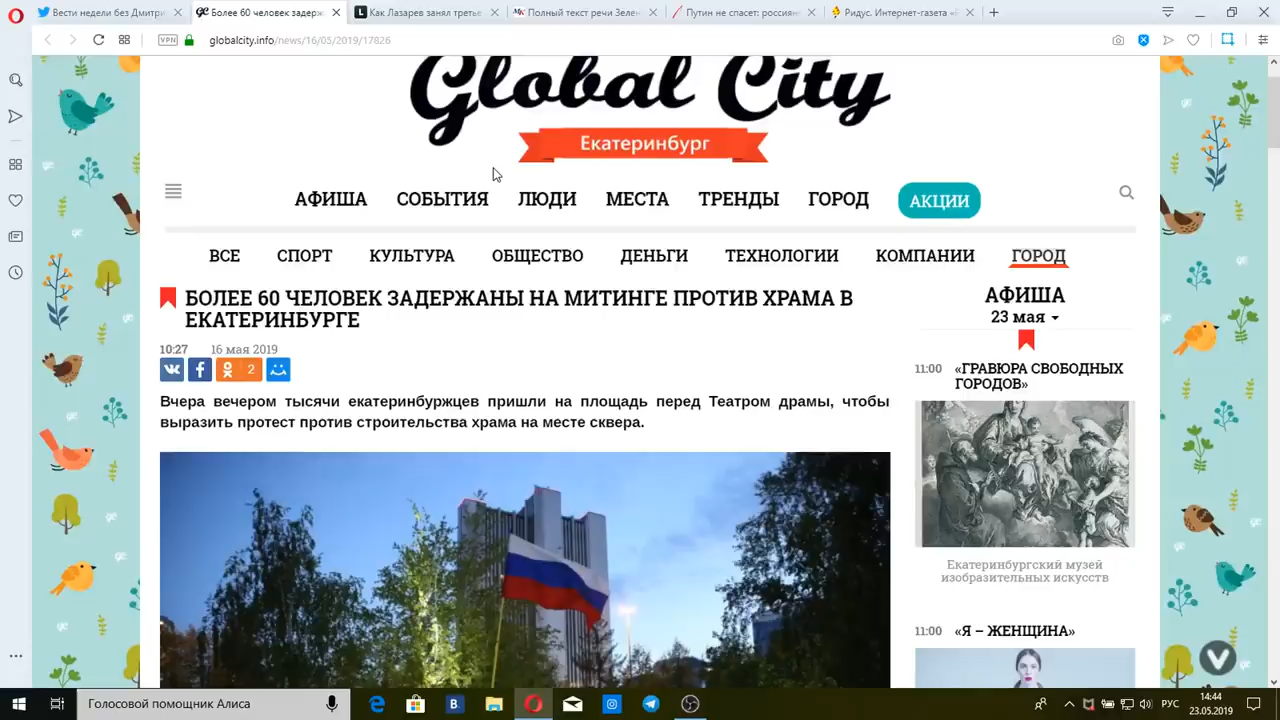 Вести недели без Дмитри
Более 60 человек задерж
Как Лазарев занял третье
Полный текст речи Зелен
Путин не спасет: россиян
Ридус. Интернет-газета «Р
VPN
globalcity.info/news/16/05/2019/17826
Global City
Екатеринбург
АФИША СОБЫТИЯ ЛЮДИ МЕСТА ТРЕНДЫ ГОРОД АКЦИИ
ВСЕ СПОРТ КУЛЬТУРА ОБЩЕСТВО ДЕНЬГИ ТЕХНОЛОГИИ КОМПАНИИ ГОРОД
БОЛЕЕ 60 ЧЕЛОВЕК ЗАДЕРЖАНЫ НА МИТИНГЕ ПРОТИВ ХРАМА В
ЕКАТЕРИНБУРГЕ
10:27 16 мая 2019
2
Вчера вечером тысячи екатеринбуржцев пришли на площадь перед Театром драмы, чтобы
выразить протест против строительства храма на месте сквера.
АФИША
23 мая
11:00 «ГРАВЮРА СВОБОДНЫХ
ГОРОДОВ»
Екатеринбургский музей
изобразительных искусств
11:00 «Я – ЖЕНЩИНА»
Голосовой помощник Алиса
РУС
14:44
23.05.2019